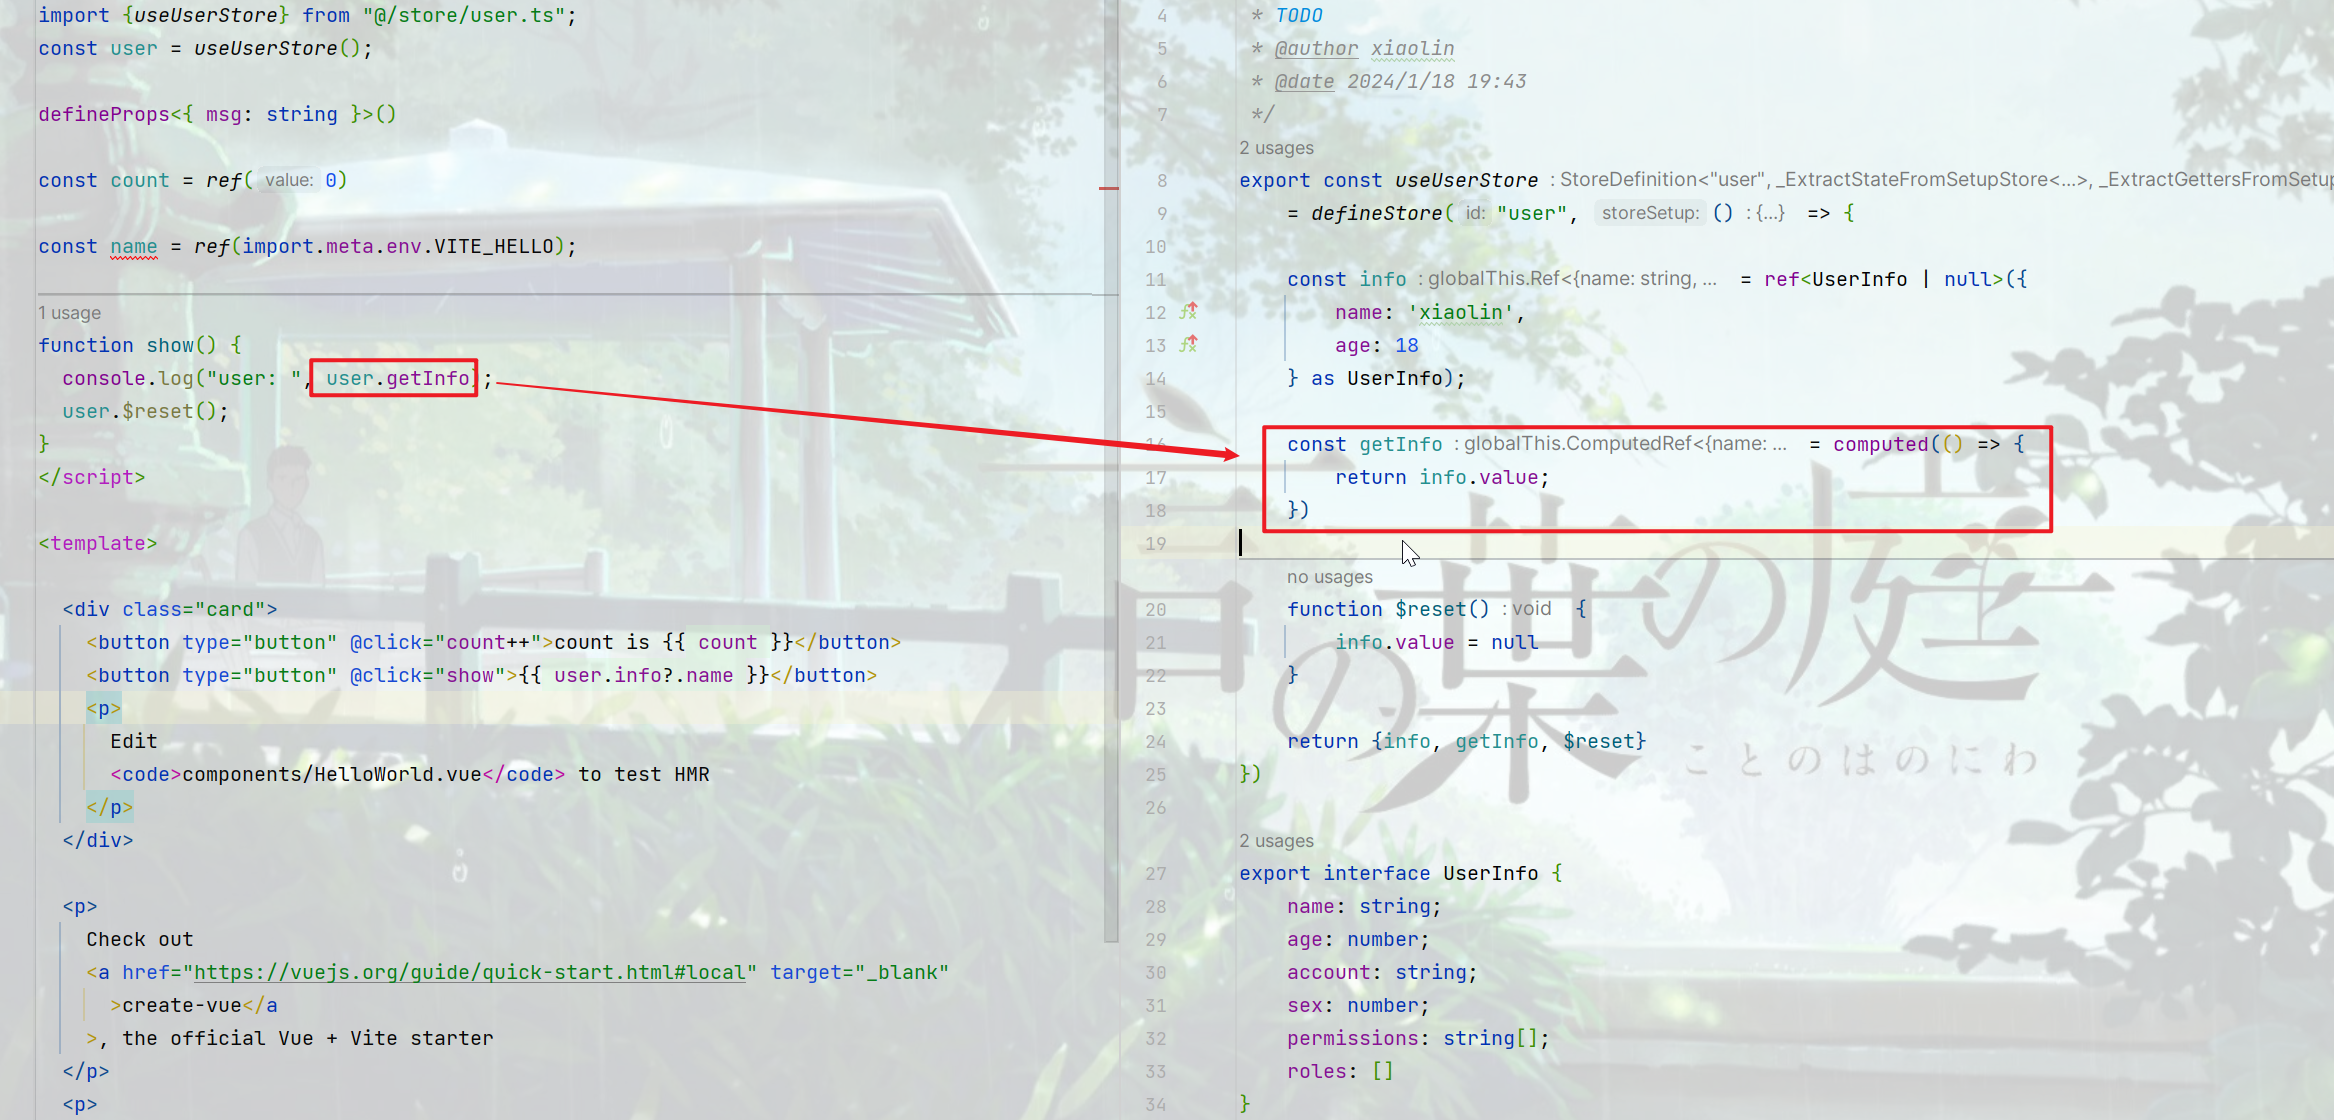 import {useUserStore} from "@/store/user.ts";
const user = useUserStore();
defineProps<{ msg: string }>()
const count = ref( value: 0)
const name = ref(import.meta.env.VITE_HELLO);
1 usage
function show() {
console.log("user: ", user.getInfo);
user.$reset();
}
</script>
<template>
<div class="card">
<button type="button" @click="count++">count is {{ count }}</button>
<button type="button" @click="show">{{ user.info?.name }}</button>
<p>
Edit
<code>components/HelloWorld.vue</code> to test HMR
</p>
</div>
<p>
Check out
<a href="https://vuejs.org/guide/quick-start.html#local" target="_blank"
>create-vue</a
>, the official Vue + Vite starter
</p>
<p>
4 * TODO
5 * @author xiaolin
6 * @date 2024/1/18 19:43
7 */
2 usages
8 export const useUserStore : StoreDefinition<"user", _ExtractStateFromSetupStore<...>, _ExtractGettersFromSetup
9 = defineStore( id: "user", storeSetup: () : {...} => {
10
11 const info : globalThis.Ref<{name: string, ... = ref<UserInfo | null>({
12 name: 'xiaolin',
13 age: 18
14 } as UserInfo);
15
16 const getInfo : globalThis.ComputedRef<{name: ... = computed(() => {
17 return info.value;
18 })
19
no usages
20 function $reset() : void {
21 info.value = null
22 }
23
24 return {info, getInfo, $reset}
25 })
26
2 usages
27 export interface UserInfo {
28 name: string;
29 age: number;
30 account: string;
31 sex: number;
32 permissions: string[];
33 roles: []
34 }
の葉の庭
ことのはのにわ